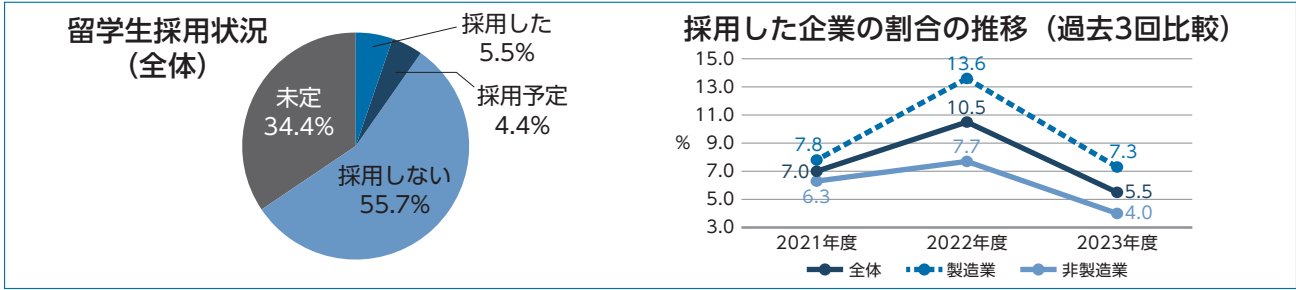 留学生採用状況
（全体）
採用した
5.5%
採用予定
4.4%
未定
34.4%
採用しない
55.7%
採用した企業の割合の推移（過去3回比較）
15.0
13.0
11.0
9.0
7.0
5.0
3.0
%
7.8
13.6
7.3
7.0
10.5
5.5
6.3
7.7
4.0
2021年度 2022年度 2023年度
全体 製造業 非製造業